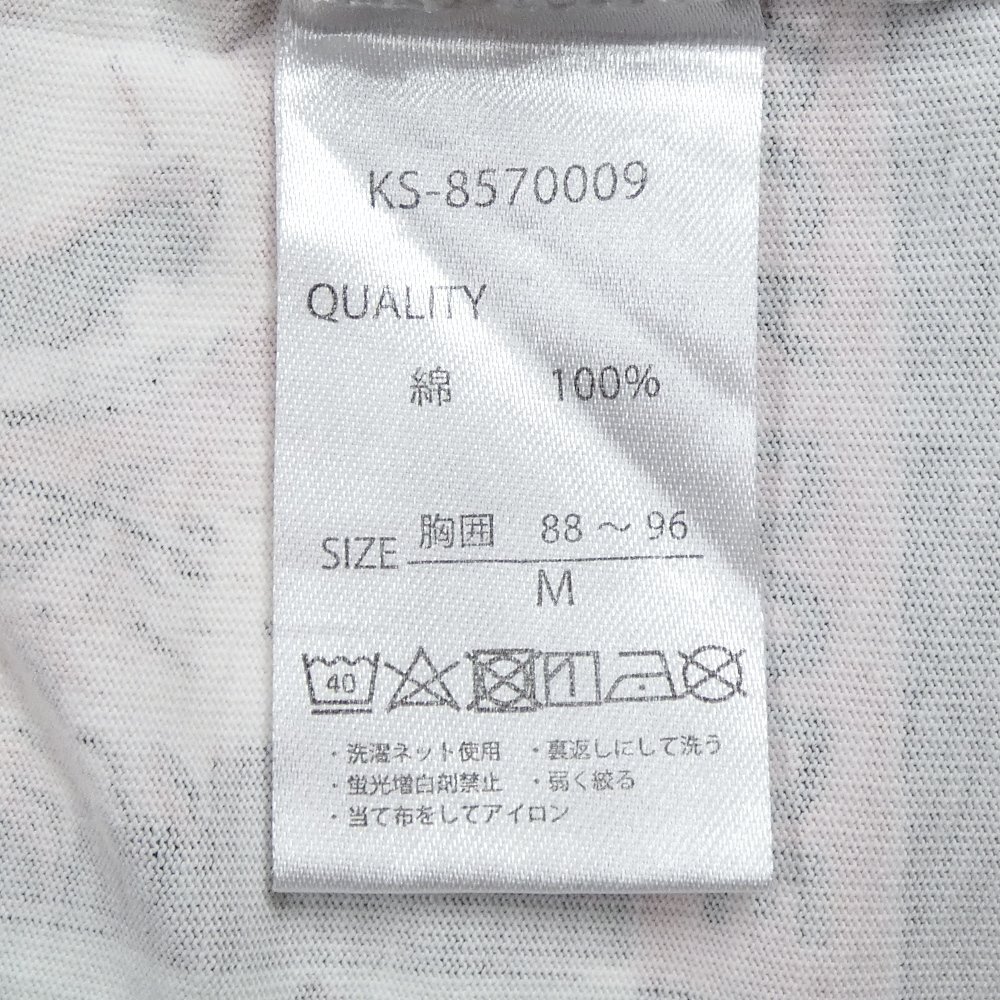 KS-8570009
QUALITY
綿 100%
SIZE 胸囲 88～96
M
40
・洗濯ネット使用 ・裏返しにして洗う
・蛍光増白剤禁止 ・弱く絞る
・当て布をしてアイロン